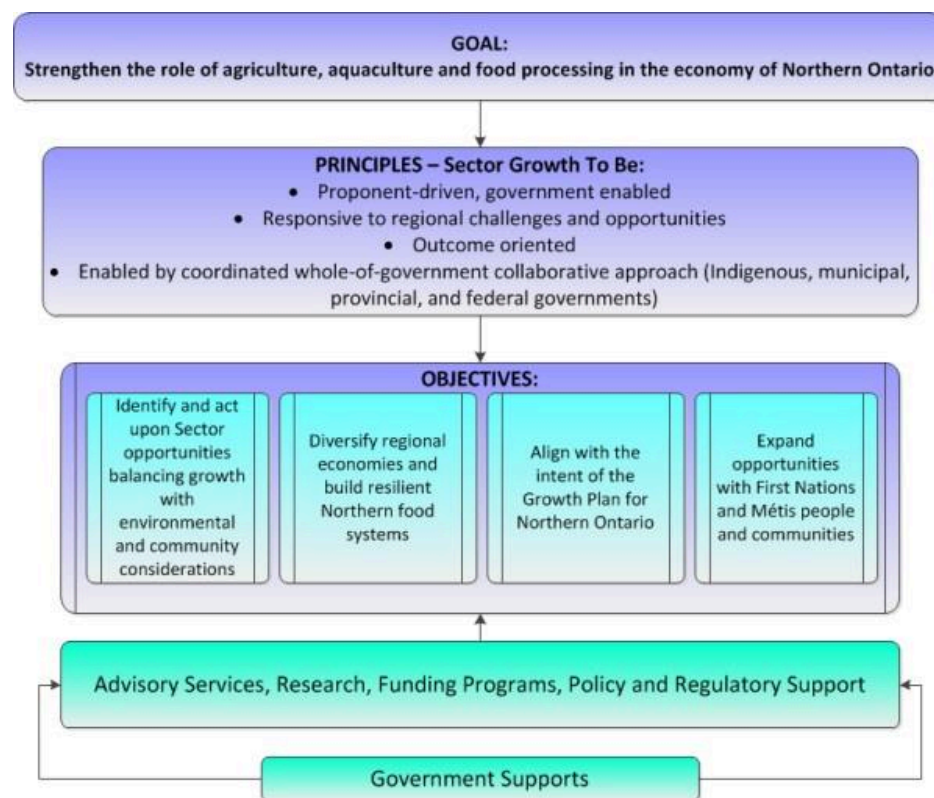 GOAL:
Strengthen the role of agriculture, aquaculture and food processing in the economy of Northern Ontario
PRINCIPLES – Sector Growth To Be:
• Proponent-driven, government enabled
• Responsive to regional challenges and opportunities
• Outcome oriented
• Enabled by coordinated whole-of-government collaborative approach (Indigenous, municipal,
provincial, and federal governments)
OBJECTIVES:
Identify and act
upon Sector
opportunities
balancing growth
with
environmental
and community
considerations
Diversify regional
economies and
build resilient
Northern food
systems
Align with the
intent of the
Growth Plan for
Northern Ontario
Expand
opportunities
with First Nations
and Métis people
and communities
Advisory Services, Research, Funding Programs, Policy and Regulatory Support
Government Supports